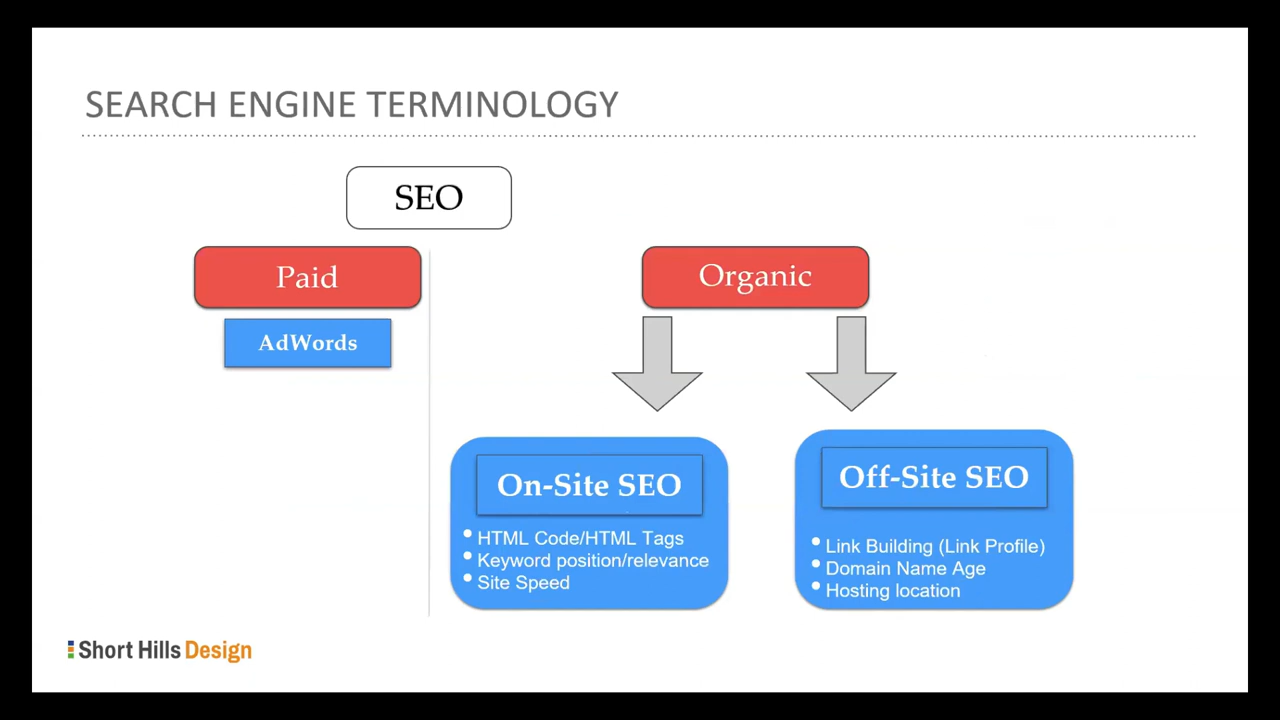 SEARCH ENGINE TERMINOLOGY
SEO
Paid
Organic
AdWords
On-Site SEO
HTML Code/HTML Tags
Keyword position/relevance
Site Speed
Off-Site SEO
Link Building (Link Profile)
Domain Name Age
Hosting location
Short Hills Design